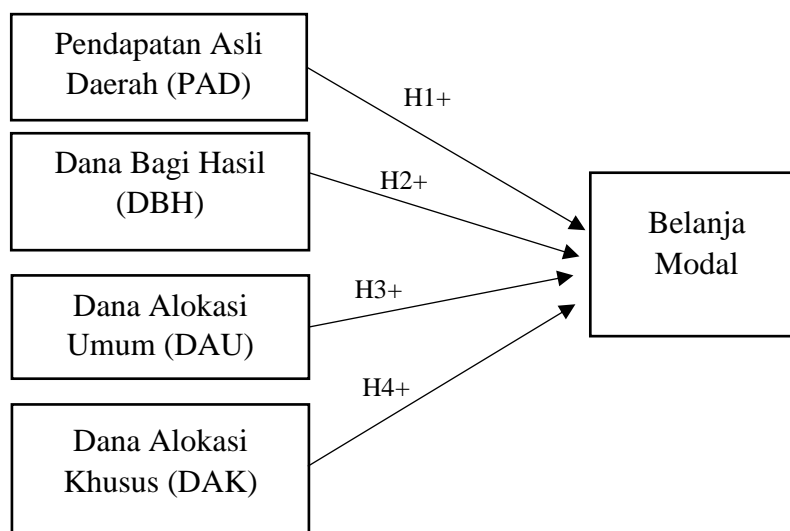 Pendapatan Asli
Daerah (PAD)
H1+
Dana Bagi Hasil
(DBH)
H2+
Belanja
Modal
Dana Alokasi
Umum (DAU)
H3+
Dana Alokasi
Khusus (DAK)
H4+